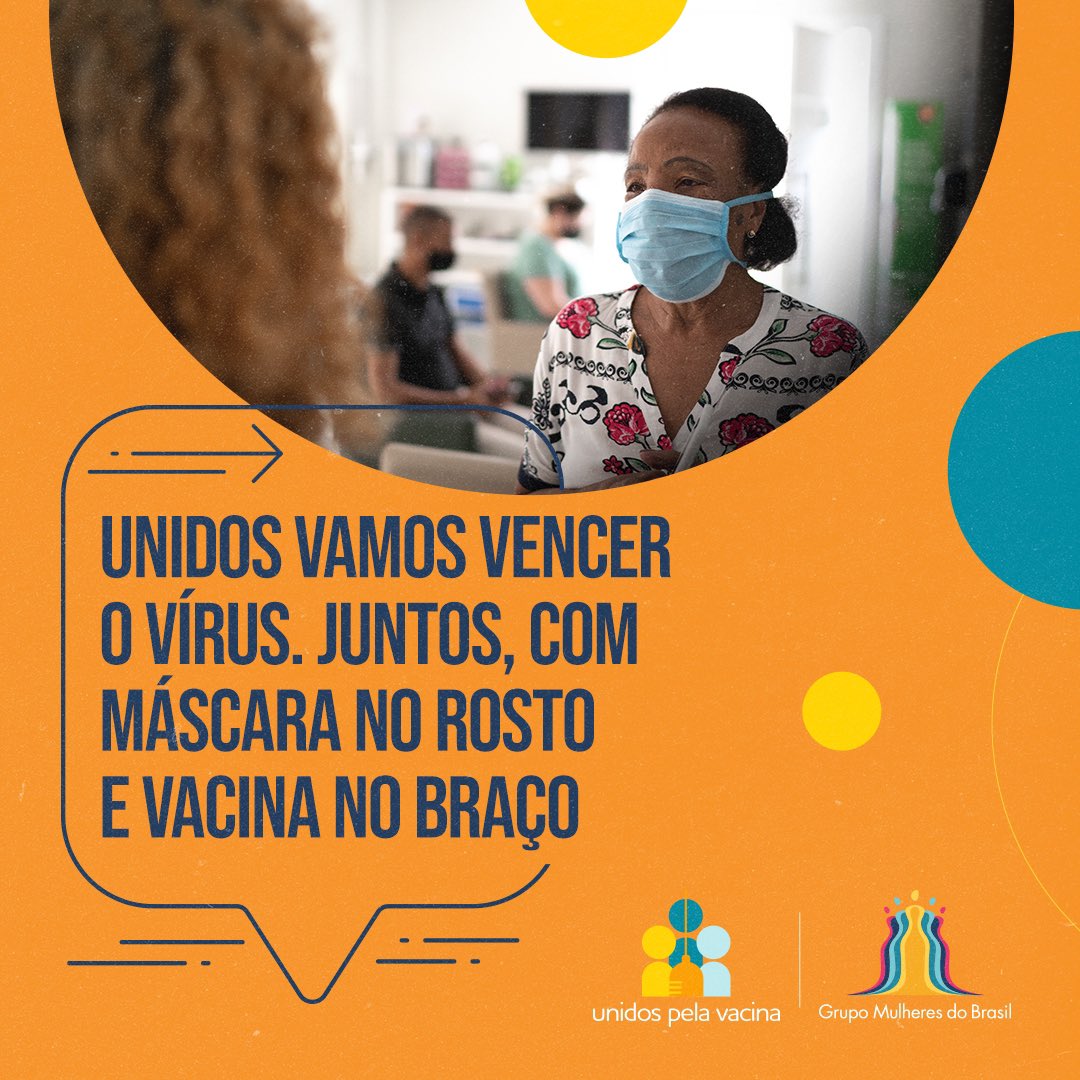 UNIDOS VAMOS VENCER
O VÍRUS. JUNTOS, COM
MÁSCARA NO ROSTO
E VACINA NO BRAÇO
unidos pela vacina
Grupo Mulheres do Brasil